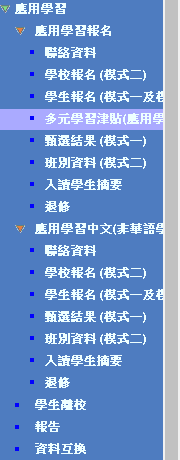 應用學習
應用學習報名
聯絡資料
學校報名 (模式二)
學生報名 (模式一及
多元學習津貼(應用學
甄選結果 (模式一)
班別資料 (模式二)
入讀學生摘要
退修
應用學習中文(非華語學
聯絡資料
學校報名 (模式二)
學生報名 (模式一及
甄選結果 (模式一)
班別資料 (模式二)
入讀學生摘要
退修
學生離校
報告
資料互換